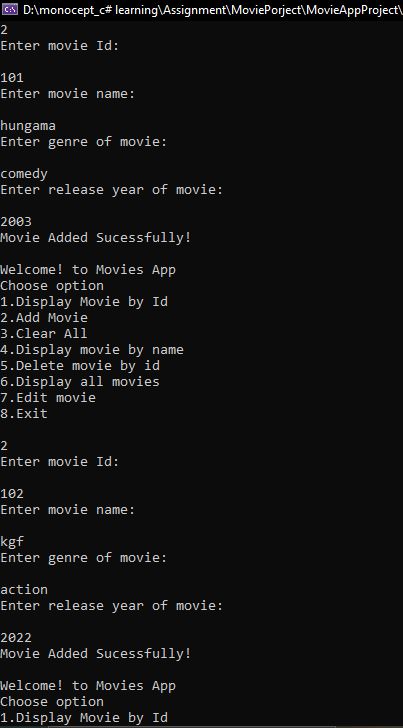 D:\monocept_c# learning\Assignment\MoviePorject\MovieAppProject\
2
Enter movie Id:
101
Enter movie name:
hungama
Enter genre of movie:
comedy
Enter release year of movie:
2003
Movie Added Sucessfully!
Welcome! to Movies App
Choose option
1.Display Movie by Id
2.Add Movie
3.Clear All
4.Display movie by name
5.Delete movie by id
6.Display all movies
7.Edit movie
8.Exit
2
Enter movie Id:
102
Enter movie name:
kgf
Enter genre of movie:
action
Enter release year of movie:
2022
Movie Added Sucessfully!
Welcome! to Movies App
Choose option
1.Display Movie by Id